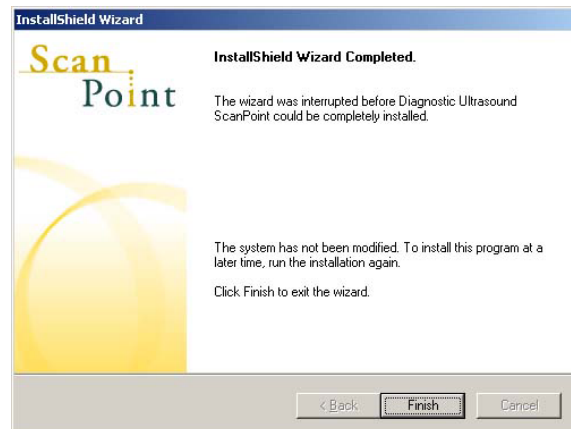 InstallShield Wizard
Scan
Point
InstallShield Wizard Completed.
The wizard was interrupted before Diagnostic Ultrasound
ScanPoint could be completely installed.
The system has not been modified. To install this program at a
later time, run the installation again.
Click Finish to exit the wizard.
< Back
Finish
Cancel